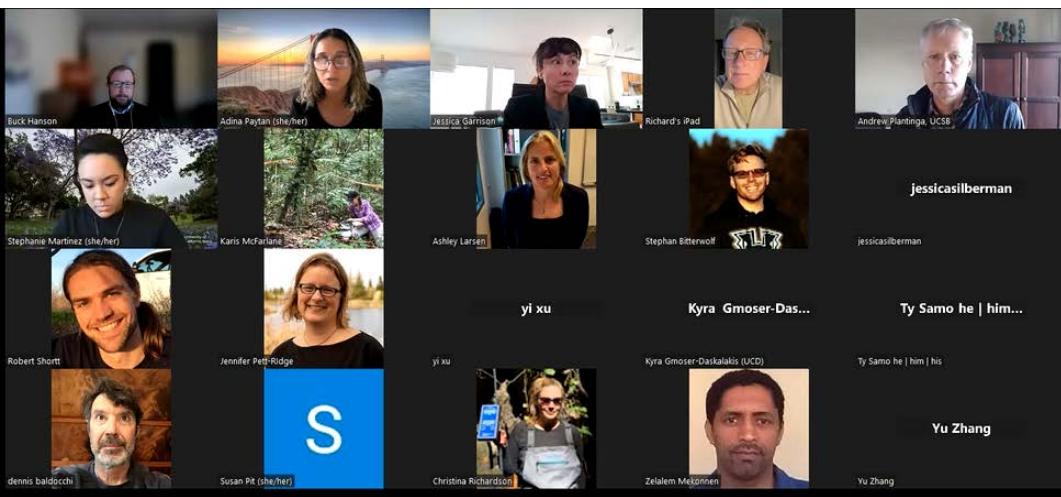 Buck Hanson
Adina Paytan (she/her)
Jessica Garrison
Richard's iPad
Andrew Plantinga, UCSB
Stephanie Martinez (she/her)
Karis McFarlane
Ashley Larsen
Stephan Bitterwolf
jessicasilberman
jessicasilberman
Robert Shortt
Jennifer Pett-Ridge
yi xu
yi xu
Kyra Gmoser-Das...
Kyra Gmoser-Daskalakis (UCD)
Ty Samo he | him...
Ty Samo he | him | his
dennis baldocchi
S
Susan Pit (she/her)
Christina Richardson
Zelalem Mekonnen
Yu Zhang
Yu Zhang